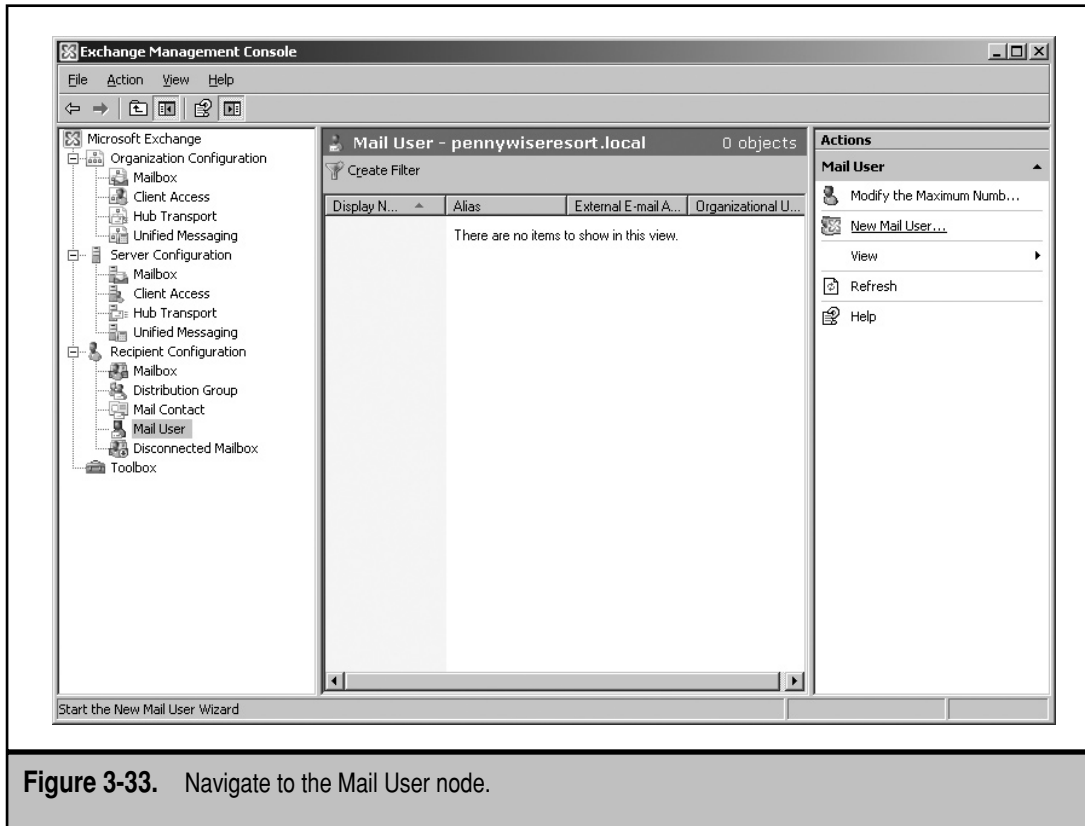 Exchange Management Console
File Action View Help
Microsoft Exchange
Organization Configuration
Mailbox
Client Access
Hub Transport
Unified Messaging
Server Configuration
Mailbox
Client Access
Hub Transport
Unified Messaging
Recipient Configuration
Mailbox
Distribution Group
Mail Contact
Mail User
Disconnected Mailbox
Toolbox
Mail User - pennywiseresort.local 0 objects
Create Filter
Display N... Alias External E-mail A... Organizational U...
There are no items to show in this view.
Actions
Mail User
Modify the Maximum Numb...
New Mail User...
View
Refresh
Help
Start the New Mail User Wizard
Figure 3-33. Navigate to the Mail User node.